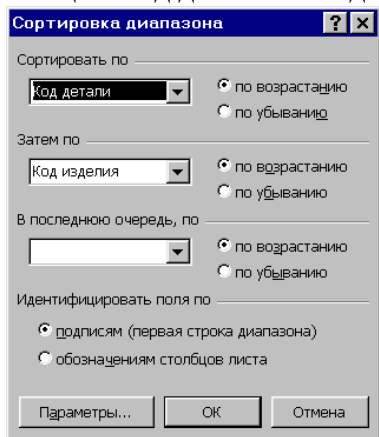 Сортировка диапазона
Сортировать по
Код детали
по возрастанию
по убыванию
Затем по
Код изделия
по возрастанию
по убыванию
В последнюю очередь, по
по возрастанию
по убыванию
Идентифицировать поля по
подписям (первая строка диапазона)
обозначениям столбцов листа
Параметры... ОК Отмена